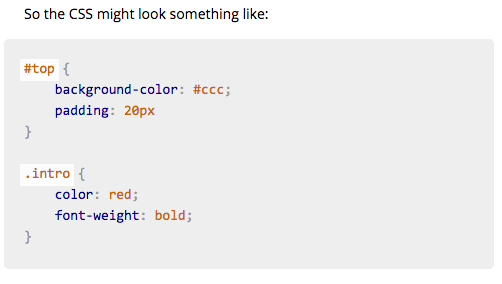 So the CSS might look something like:
#top {
    background-color: #ccc;
    padding: 20px
}
.intro {
    color: red;
    font-weight: bold;
}